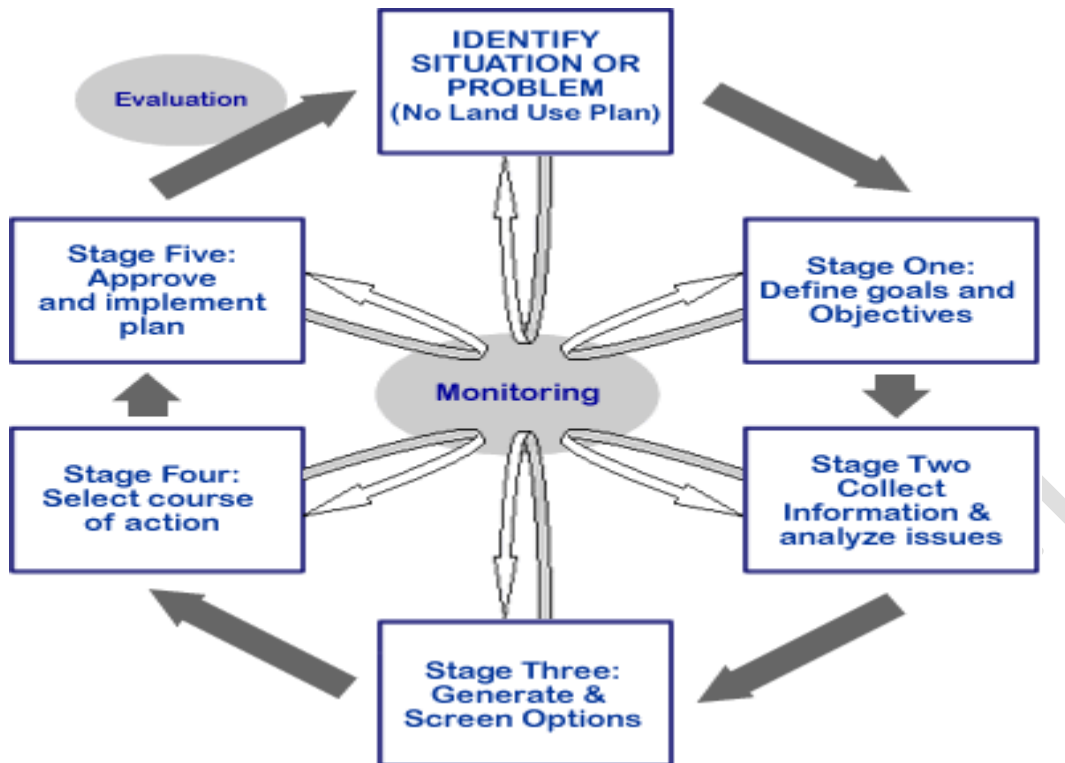 IDENTIFY
SITUATION OR
PROBLEM
(No Land Use Plan)
Evaluation
Stage One:
Define goals and
Objectives
Stage Two
Collect
Information &
analyze issues
Stage Three:
Generate &
Screen Options
Stage Four:
Select course
of action
Stage Five:
Approve
and implement
plan
Monitoring